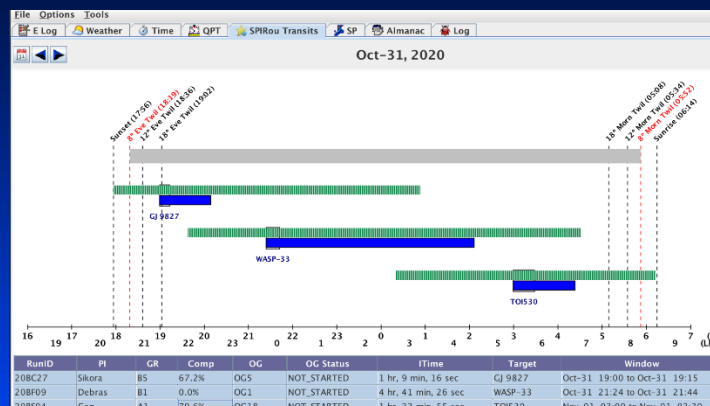 File Options Tools
E Log Weather Time QPT SPIRou Transits SP Almanac Log
Oct-31, 2020
Sunset (17:56)
8° Eve Twil (18:19)
12° Eve Twil (18:36)
18° Eve Twil (19:02)
18° Morn Twil (05:08)
12° Morn Twil (05:34)
8° Morn Twil (05:52)
Sunrise (06:14)
GJ 9827
WASP-33
TOI530
16 17 18 19 20 21 22 23 0 1 2 3 4 5 6 7
19 20 21 22 23 0 1 2 3 4 5 6 7 8 9
RunID PI GR Comp OG OG Status ITime Target Window
20BC27 Sikora B5 67.2% OG5 NOT_STARTED 1 hr, 9 min, 16 sec GJ 9827 Oct-31 19:00 to Oct-31 19:15
20BF09 Debras B1 0.0% OG1 NOT_STARTED 4 hr, 41 min, 26 sec WASP-33 Oct-31 21:24 to Oct-31 21:44